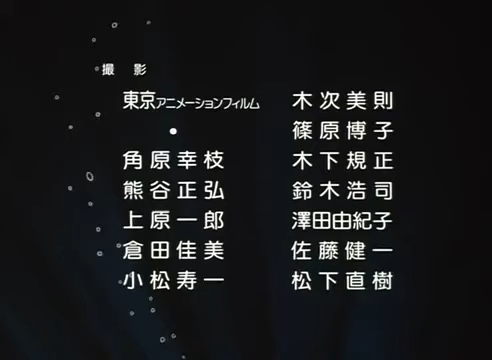 撮影
東京アニメーションフィルム
木次美則
●
篠原博子
角原幸枝
木下規正
熊谷正弘
鈴木浩司
上原一郎
澤田由紀子
倉田佳美
佐藤健一
小松寿一
松下直樹